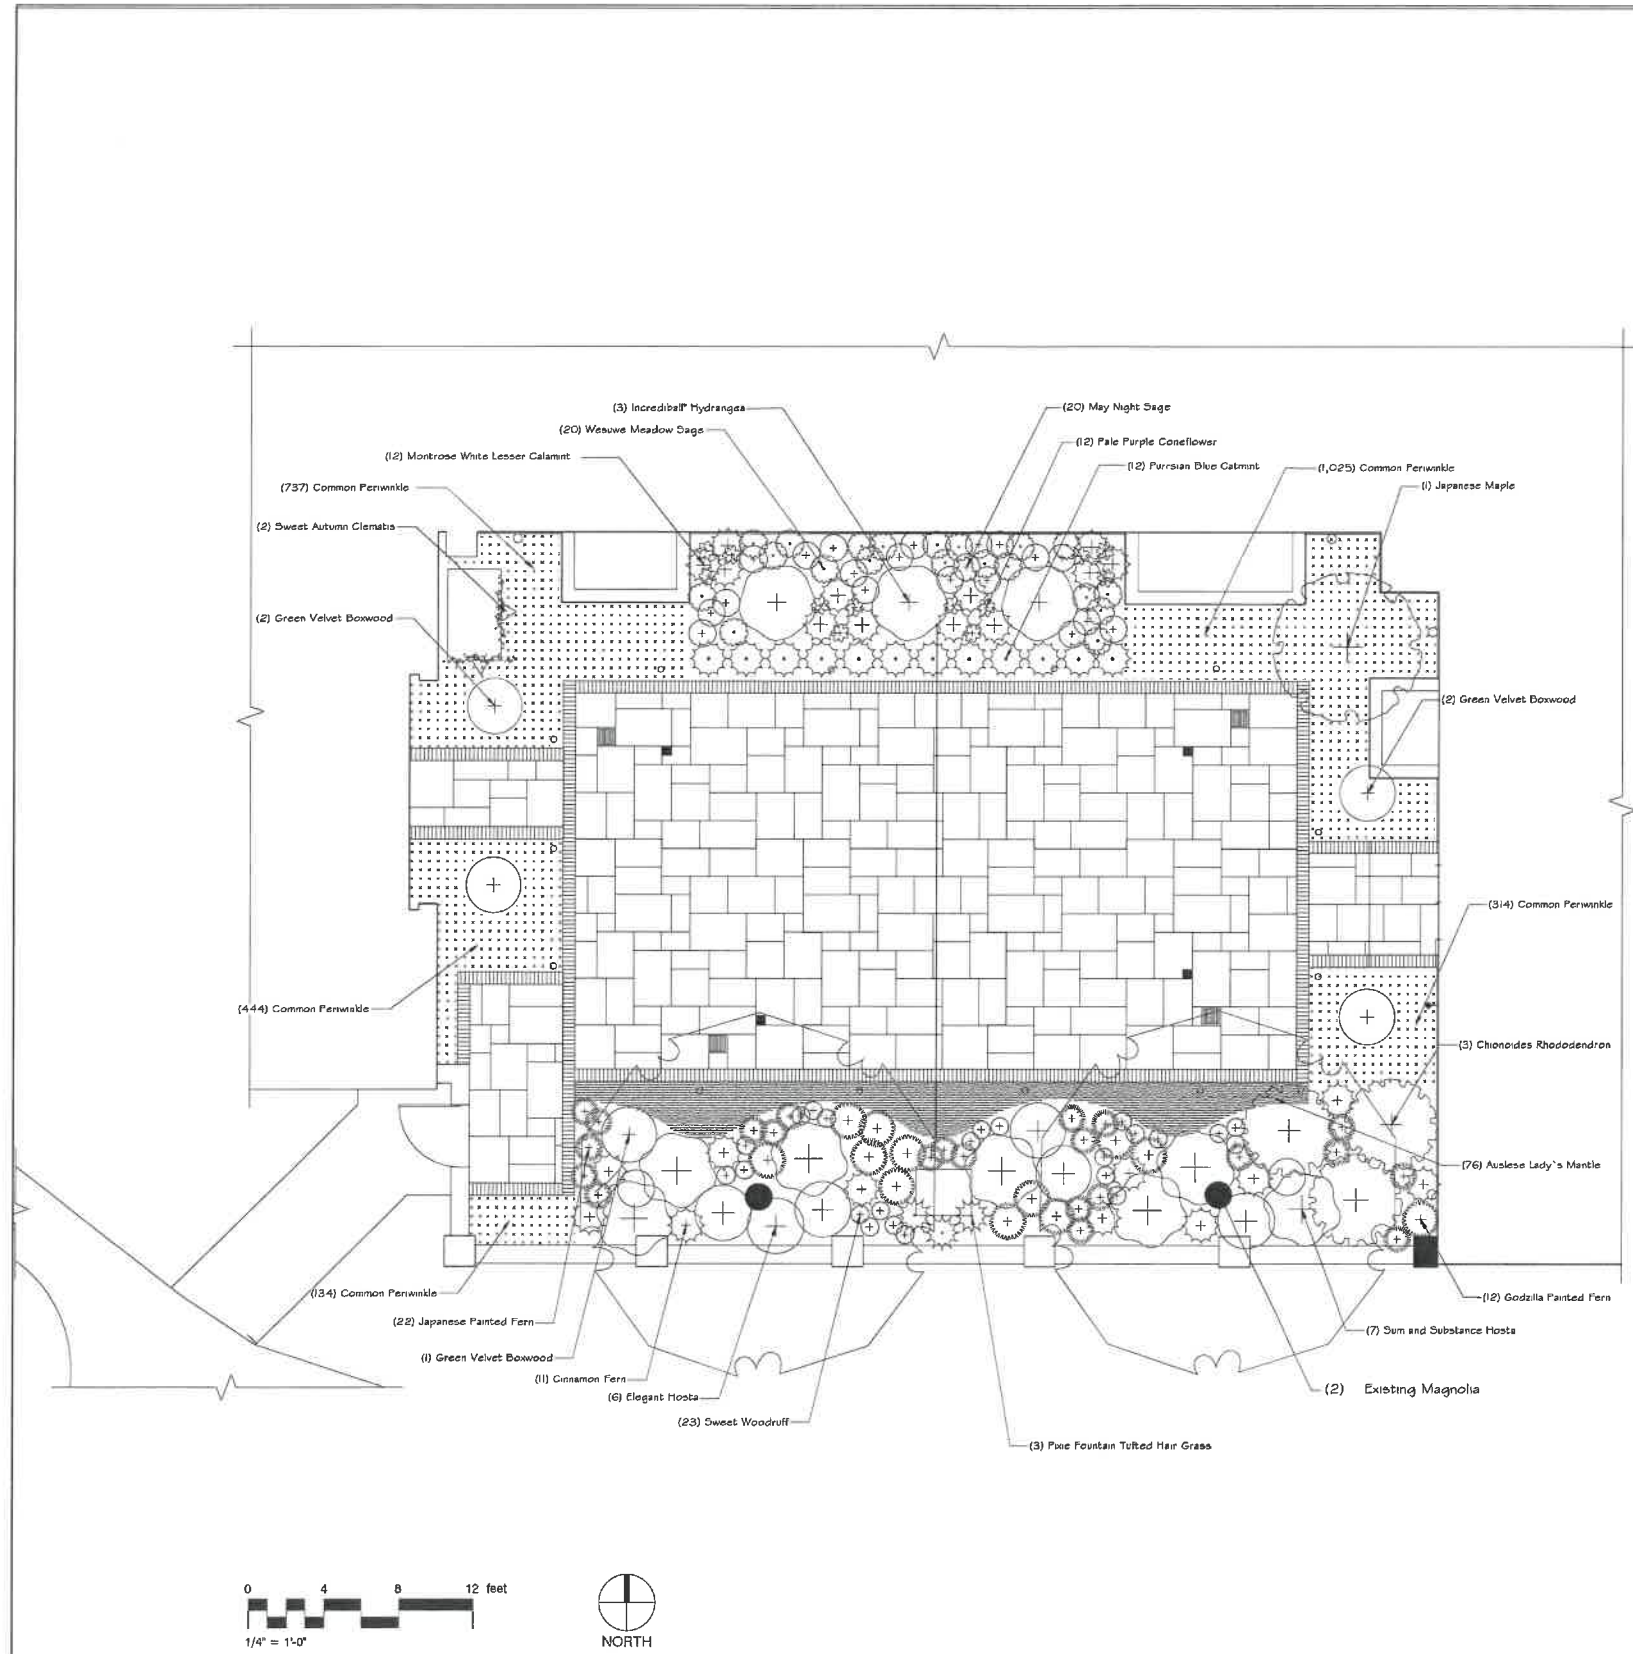 (3) Incrediball® Hydrangea
(20) May Night Sage
(20) Wesuwe Meadow Sage
(12) Pale Purple Coneflower
(12) Montrose White Lesser Calamint
(12) Purrsian Blue Catmint
(1,025) Common Periwinkle
(737) Common Periwinkle
(1) Japanese Maple
(2) Sweet Autumn Clematis
(2) Green Velvet Boxwood
(2) Green Velvet Boxwood
(314) Common Periwinkle
(444) Common Periwinkle
(3) Chionoides Rhododendron
(76) Auslese Lady`s Mantle
(134) Common Periwinkle
(12) Godzilla Painted Fern
(22) Japanese Painted Fern
(7) Sum and Substance Hosta
(1) Green Velvet Boxwood
(11) Cinnamon Fern
(2) Existing Magnolia
(6) Elegant Hosta
(23) Sweet Woodruff
(3) Pixie Fountain Tufted Hair Grass
0 4 8 12 feet
1/4" = 1'-0"
NORTH